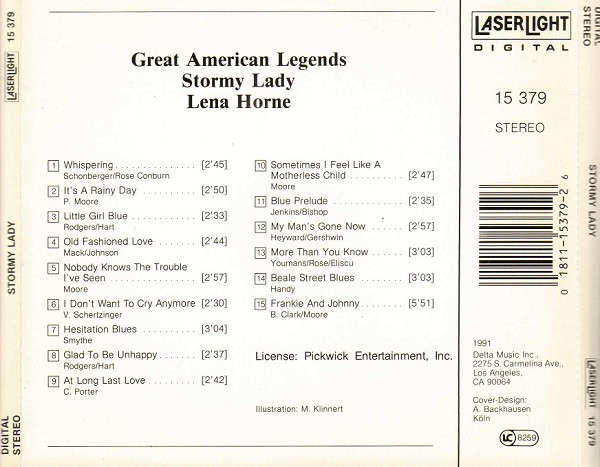 LASERLIGHT 15 379
STORMY LADY
DIGITAL
STEREO
Great American Legends
Stormy Lady
Lena Horne
1 Whispering . . . . . . . . . . . . . . [2'45]
Schonberger/Rose Conburn
2 It's A Rainy Day . . . . . . . . . . [2'50]
P. Moore
3 Little Girl Blue . . . . . . . . . . . . [2'33]
Rodgers/Hart
4 Old Fashioned Love . . . . . . . [2'44]
Mack/Johnson
5 Nobody Knows The Trouble
I've Seen . . . . . . . . . . . . . . . [2'57]
Moore
6 I Don't Want To Cry Anymore [2'30]
V. Schertzinger
7 Hesitation Blues . . . . . . . . . . [3'04]
Smythe
8 Glad To Be Unhappy . . . . . . . [2'37]
Rodgers/Hart
9 At Long Last Love . . . . . . . . . [2'42]
C. Porter
10 Sometimes I Feel Like A
Motherless Child . . . . . . . . . . [2'47]
Moore
11 Blue Prelude . . . . . . . . . . . . [2'35]
Jenkins/Bishop
12 My Man's Gone Now . . . . . . . [2'57]
Heyward/Gershwin
13 More Than You Know . . . . . . [3'03]
Youmans/Rose/Eliscu
14 Beale Street Blues . . . . . . . . [3'03]
Handy
15 Frankie And Johnny . . . . . . . . [5'51]
B. Clark/Moore
License: Pickwick Entertainment, Inc.
Illustration: M. Klinnert
LASERLIGHT
DIGITAL
15 379
STEREO
0 1811-15379-2 6
1991
Delta Music Inc.,
2275 S. Carmelina Ave.,
Los Angeles,
CA 90064
Cover-Design:
A. Backhausen
Köln
LC 8259
DIGITAL
STEREO
STORMY LADY
LASERLIGHT 15 379